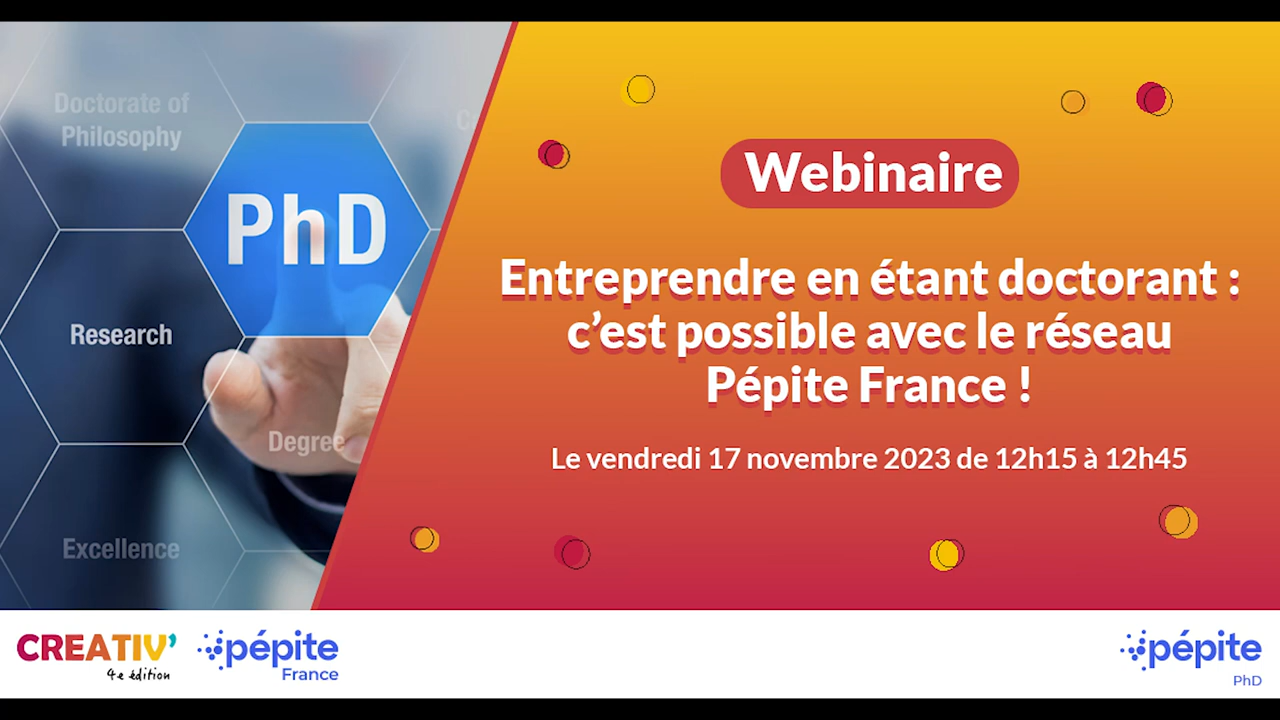 Doctorate of
Philosophy
PhD
Research
Degree
Excellence
Webinaire
Entreprendre en étant doctorant :
c’est possible avec le réseau
Pépite France !
Le vendredi 17 novembre 2023 de 12h15 à 12h45
CREATIV’
4e édition
pépite
France
pépite
PhD